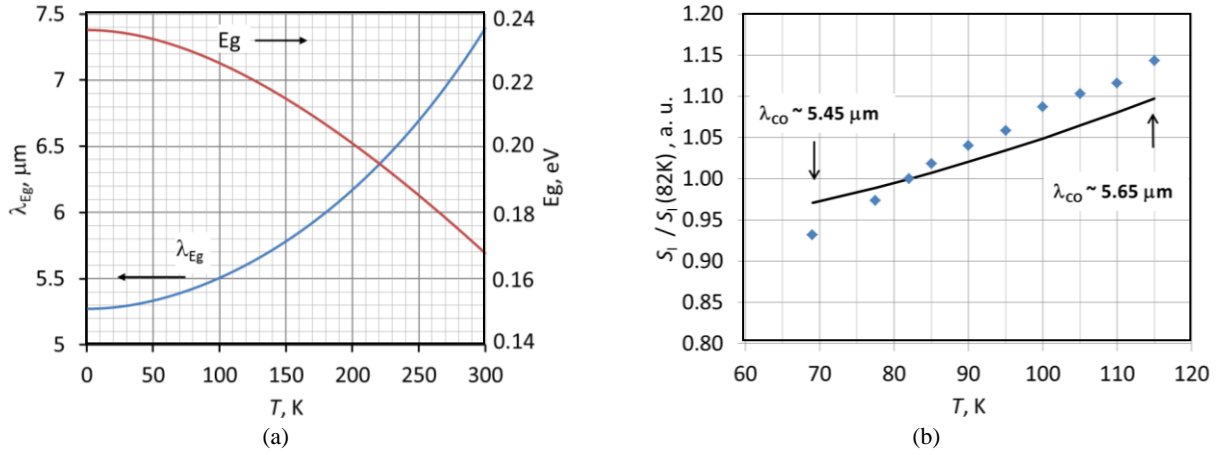 7.5
7
6.5
6
5.5
5
λEg, μm
0.24
0.22
0.20
0.18
0.16
0.14
Eg, eV
Eg
λEg
0 50 100 150 200 250 300
T, K
(a)
1.15
1.10
1.05
1.00
0.95
0.90
0.85
0.80
SI / SI(82K), a. u.
λCO ~ 5.45 μm
λCO ~ 5.65 μm
60 70 80 90 100 110 120
T, K
(b)